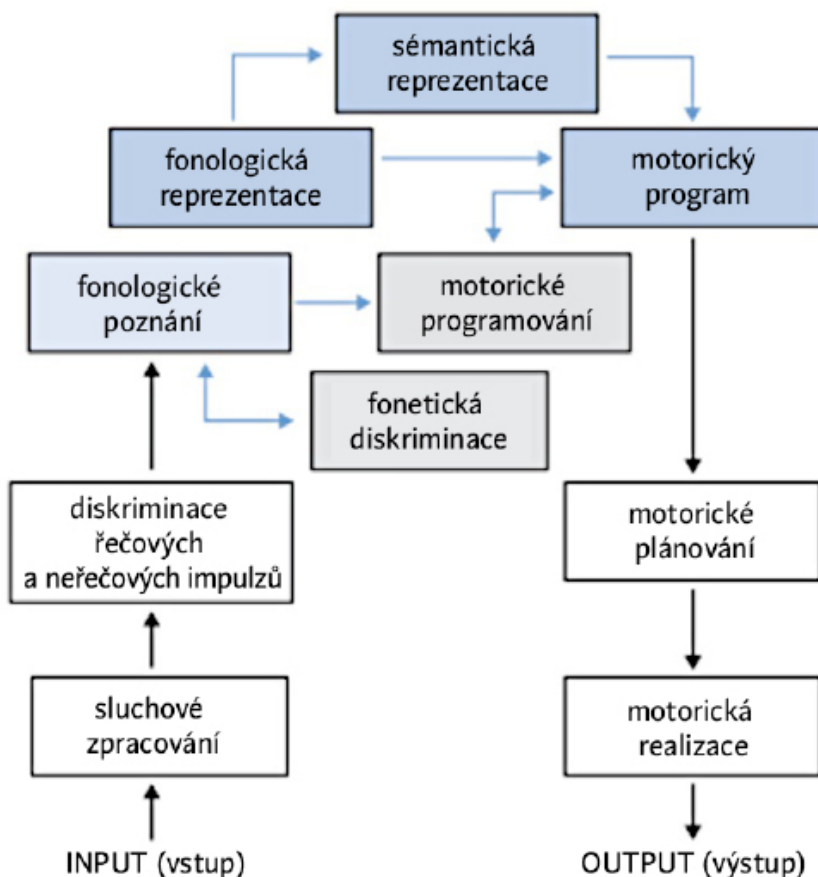 sémantická
reprezentace
fonologická
reprezentace
motorický
program
fonologické
poznání
motorické
programování
fonetická
diskriminace
diskriminace
řečových
a neřečových impulzů
motorické
plánování
sluchové
zpracování
motorická
realizace
INPUT (vstup)
OUTPUT (výstup)